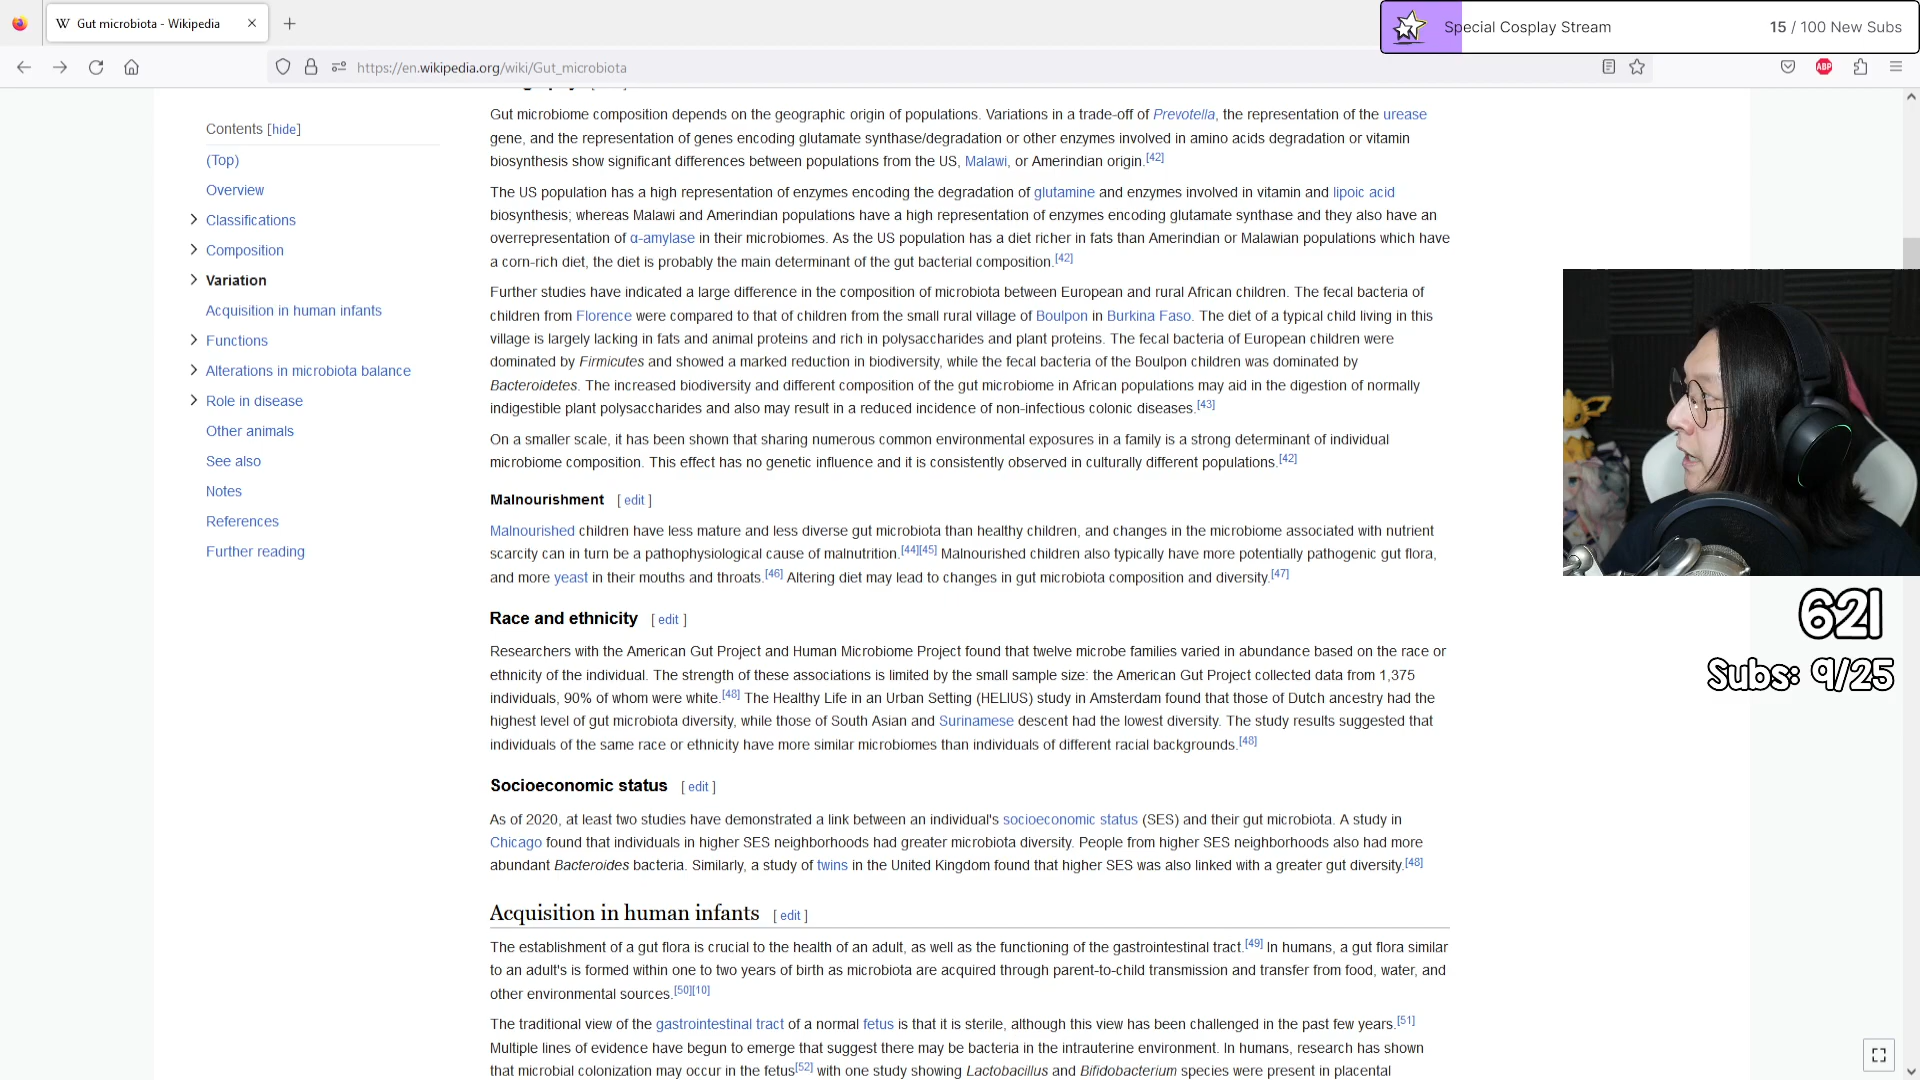 Gut microbiota - Wikipedia
Special Cosplay Stream
15 / 100 New Subs
https://en.wikipedia.org/wiki/Gut_microbiota
ABP
Contents [hide]
(Top)
Overview
Classifications
Composition
Variation
Acquisition in human infants
Functions
Alterations in microbiota balance
Role in disease
Other animals
See also
Notes
References
Further reading
Gut microbiome composition depends on the geographic origin of populations. Variations in a trade-off of Prevotella, the representation of the urease
gene, and the representation of genes encoding glutamate synthase/degradation or other enzymes involved in amino acids degradation or vitamin
biosynthesis show significant differences between populations from the US, Malawi, or Amerindian origin.[42]
The US population has a high representation of enzymes encoding the degradation of glutamine and enzymes involved in vitamin and lipoic acid
biosynthesis; whereas Malawi and Amerindian populations have a high representation of enzymes encoding glutamate synthase and they also have an
overrepresentation of α-amylase in their microbiomes. As the US population has a diet richer in fats than Amerindian or Malawian populations which have
a corn-rich diet, the diet is probably the main determinant of the gut bacterial composition.[42]
Further studies have indicated a large difference in the composition of microbiota between European and rural African children. The fecal bacteria of
children from Florence were compared to that of children from the small rural village of Boulpon in Burkina Faso. The diet of a typical child living in this
village is largely lacking in fats and animal proteins and rich in polysaccharides and plant proteins. The fecal bacteria of European children were
dominated by Firmicutes and showed a marked reduction in biodiversity, while the fecal bacteria of the Boulpon children was dominated by
Bacteroidetes. The increased biodiversity and different composition of the gut microbiome in African populations may aid in the digestion of normally
indigestible plant polysaccharides and also may result in a reduced incidence of non-infectious colonic diseases.[43]
On a smaller scale, it has been shown that sharing numerous common environmental exposures in a family is a strong determinant of individual
microbiome composition. This effect has no genetic influence and it is consistently observed in culturally different populations.[42]
Malnourishment [ edit ]
Malnourished children have less mature and less diverse gut microbiota than healthy children, and changes in the microbiome associated with nutrient
scarcity can in turn be a pathophysiological cause of malnutrition.[44][45] Malnourished children also typically have more potentially pathogenic gut flora,
and more yeast in their mouths and throats.[46] Altering diet may lead to changes in gut microbiota composition and diversity.[47]
Race and ethnicity [ edit ]
Researchers with the American Gut Project and Human Microbiome Project found that twelve microbe families varied in abundance based on the race or
ethnicity of the individual. The strength of these associations is limited by the small sample size: the American Gut Project collected data from 1,375
individuals, 90% of whom were white.[48] The Healthy Life in an Urban Setting (HELIUS) study in Amsterdam found that those of Dutch ancestry had the
highest level of gut microbiota diversity, while those of South Asian and Surinamese descent had the lowest diversity. The study results suggested that
individuals of the same race or ethnicity have more similar microbiomes than individuals of different racial backgrounds.[48]
Socioeconomic status [ edit ]
As of 2020, at least two studies have demonstrated a link between an individual's socioeconomic status (SES) and their gut microbiota. A study in
Chicago found that individuals in higher SES neighborhoods had greater microbiota diversity. People from higher SES neighborhoods also had more
abundant Bacteroides bacteria. Similarly, a study of twins in the United Kingdom found that higher SES was also linked with a greater gut diversity.[48]
Acquisition in human infants [ edit ]
The establishment of a gut flora is crucial to the health of an adult, as well as the functioning of the gastrointestinal tract.[49] In humans, a gut flora similar
to an adult's is formed within one to two years of birth as microbiota are acquired through parent-to-child transmission and transfer from food, water, and
other environmental sources.[50][10]
The traditional view of the gastrointestinal tract of a normal fetus is that it is sterile, although this view has been challenged in the past few years.[51]
Multiple lines of evidence have begun to emerge that suggest there may be bacteria in the intrauterine environment. In humans, research has shown
that microbial colonization may occur in the fetus[52] with one study showing Lactobacillus and Bifidobacterium species were present in placental
621
Subs: 9/25